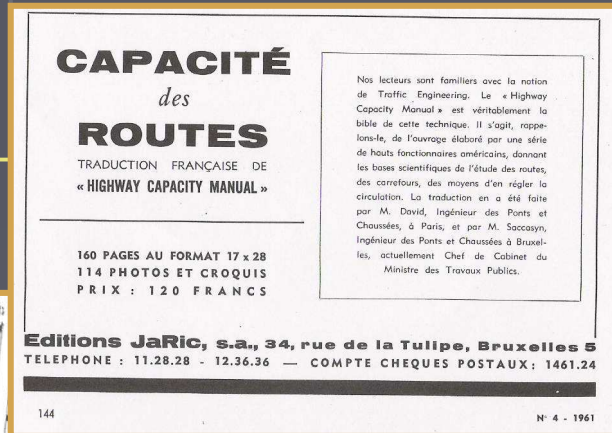 CAPACITÉ
des
ROUTES
TRADUCTION FRANÇAISE DE
« HIGHWAY CAPACITY MANUAL »
160 PAGES AU FORMAT 17 x 28
114 PHOTOS ET CROQUIS
PRIX : 120 FRANCS
Nos lecteurs sont familiers avec la notion
de Traffic Engineering. Le « Highway
Capacity Manual » est véritablement la
bible de cette technique. Il s'agit, rappe-
lons-le, de l'ouvrage élaboré par une série
de hauts fonctionnaires américains, donnant
les bases scientifiques de l'étude des routes,
des carrefours, des moyens d'en régler la
circulation. La traduction en a été faite
par M. David, Ingénieur des Ponts et
Chaussées, à Paris, et par M. Saccasyn,
Ingénieur des Ponts et Chaussées à Bruxel-
les, actuellement Chef de Cabinet du
Ministre des Travaux Publics.
Editions JaRic, s.a., 34, rue de la Tulipe, Bruxelles 5
TELEPHONE : 11.28.28 - 12.36.36 — COMPTE CHEQUES POSTAUX : 1461.24
144
N° 4 - 1961